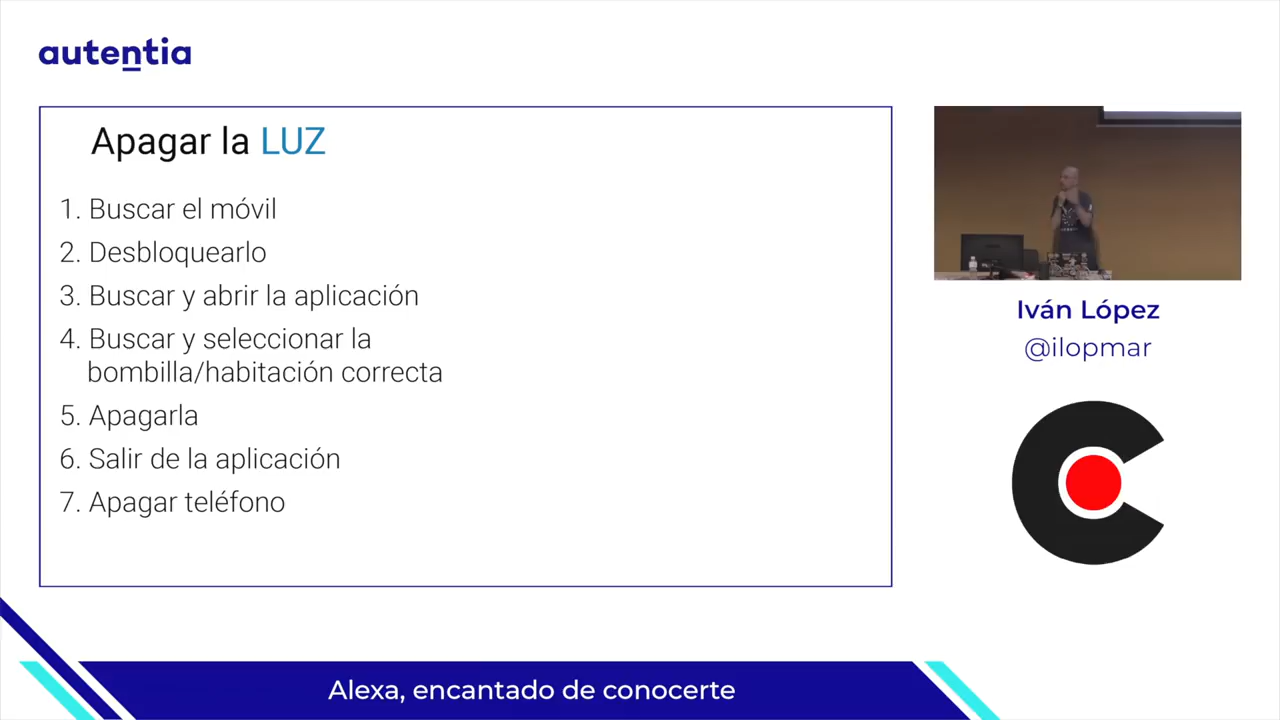 autentia
Apagar la LUZ
1. Buscar el móvil
2. Desbloquearlo
3. Buscar y abrir la aplicación
4. Buscar y seleccionar la
bombilla/habitación correcta
5. Apagarla
6. Salir de la aplicación
7. Apagar teléfono
Iván López
@ilopmar
Alexa, encantado de conocerte